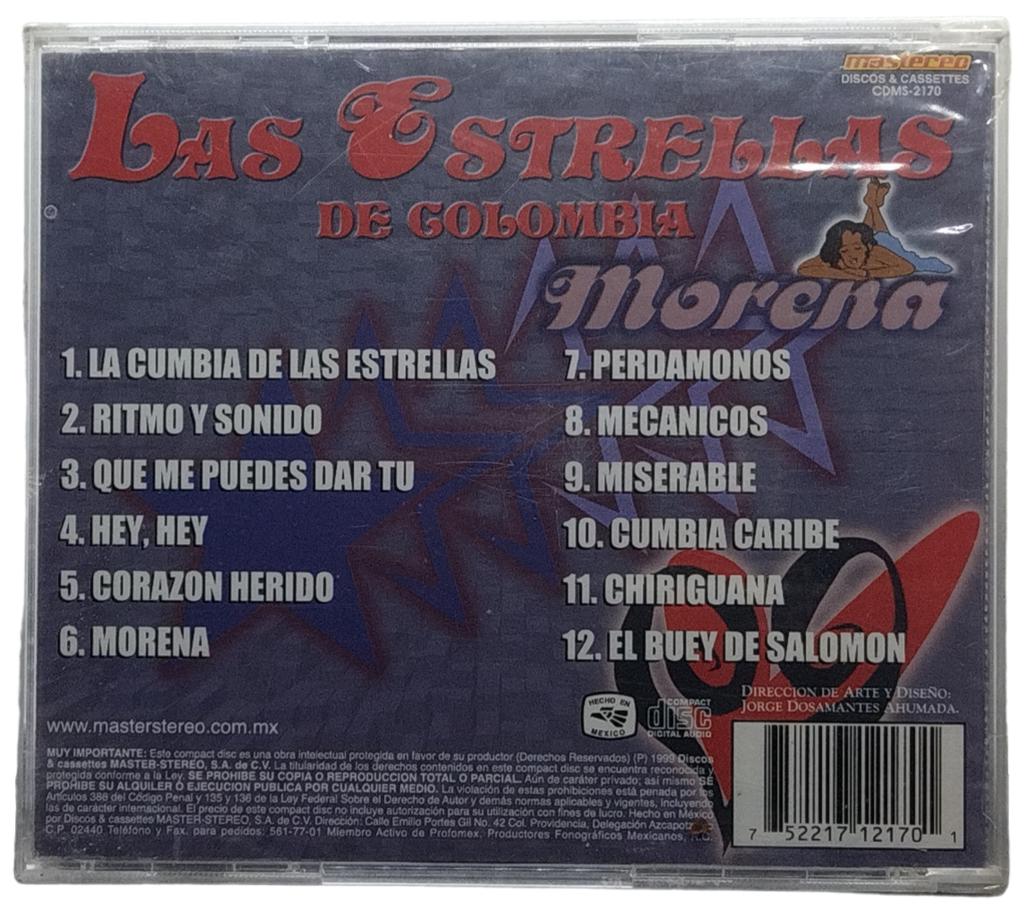 mastereo
DISCOS & CASSETTES
CDMS-2170
LAS ESTRELLAS
DE COLOMBIA
Morena
1. LA CUMBIA DE LAS ESTRELLAS
2. RITMO Y SONIDO
3. QUE ME PUEDES DAR TU
4. HEY, HEY
5. CORAZON HERIDO
6. MORENA
7. PERDAMONOS
8. MECANICOS
9. MISERABLE
10. CUMBIA CARIBE
11. CHIRIGUANA
12. EL BUEY DE SALOMON
DIRECCION DE ARTE Y DISEÑO:
JORGE DOSAMANTES AHUMADA.
www.masterstereo.com.mx
HECHO EN
MEXICO
COMPACT
disc
DIGITAL AUDIO
MUY IMPORTANTE: Este compact disc es una obra intelectual protegida en favor de su productor (Derechos Reservados) (P) 1999 Discos
& cassettes MASTER-STEREO, S.A. de C.V. La titularidad de los derechos contenidos en este compact disc se encuentra reconocida y
protegida conforme a la Ley. SE PROHIBE SU COPIA O REPRODUCCION TOTAL O PARCIAL. Aún de caráter privado; así mismo SE
PROHIBE SU ALQUILER O EJECUCION PUBLICA POR CUALQUIER MEDIO. La violación de estas prohibiciones está penada por los
Artículos 386 del Código Penal y 135 y 136 de la Ley Federal Sobre el Derecho de Autor y demás normas aplicables y vigentes, incluyendo
las de carácter internacional. El precio de este compact disc no incluye autorización para su utilización con fines de lucro. Hecho en México
por Discos & cassettes MASTER-STEREO, S.A. de C.V. Dirección: Calle Emilio Portes Gil No. 42 Col. Providencia, Delegación
C.P. 02440 Teléfono y Fax. para pedidos: 561-77-01 Miembro Activo de Profomex, Productores Fonográficos Mexicanos, A.C.
7 52217 12170 1